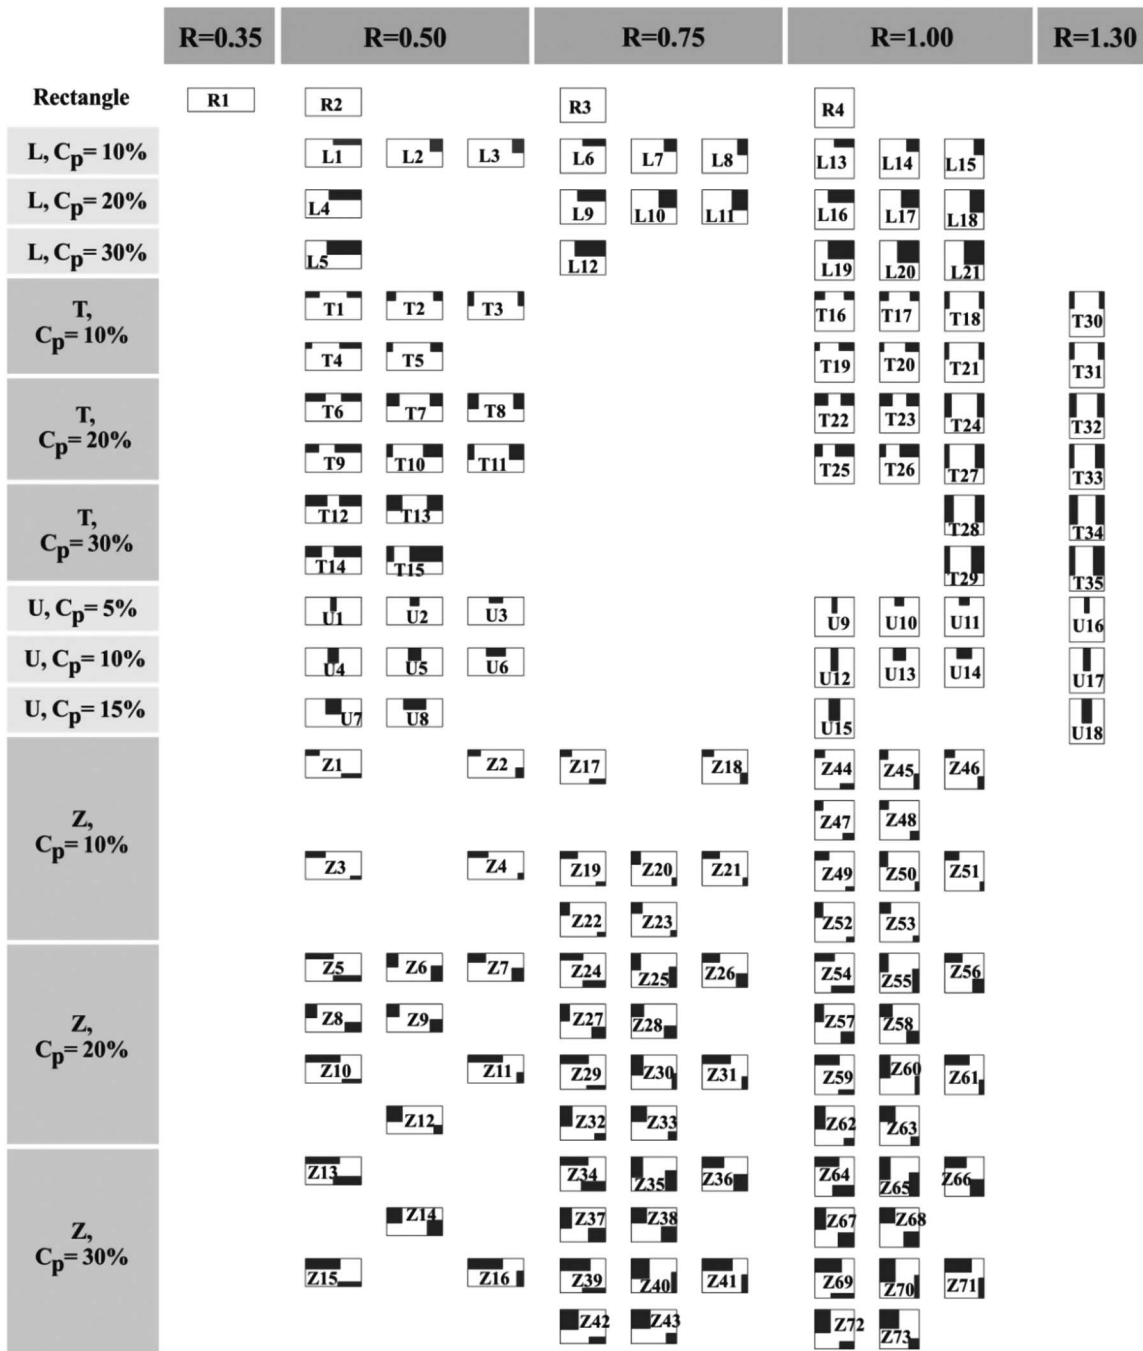 R=0.35 R=0.50 R=0.75 R=1.00 R=1.30
Rectangle R1 R2 R3 R4
L, Cp= 10% L1 L2 L3 L6 L7 L8 L13 L14 L15
L, Cp= 20% L4 L9 L10 L11 L16 L17 L18
L, Cp= 30% L5 L12 L19 L20 L21
T,
Cp= 10%
T1 T2 T3 T16 T17 T18 T30
T4 T5 T19 T20 T21 T31
T,
Cp= 20%
T6 T7 T8 T22 T23 T24 T32
T9 T10 T11 T25 T26 T27 T33
T,
Cp= 30%
T12 T13 T28 T34
T14 T15 T29 T35
U, Cp= 5% U1 U2 U3 U9 U10 U11 U16
U, Cp= 10% U4 U5 U6 U12 U13 U14 U17
U, Cp= 15% U7 U8 U15 U18
Z,
Cp= 10%
Z1 Z2 Z17 Z18 Z44 Z45 Z46
Z47 Z48
Z3 Z4 Z19 Z20 Z21 Z49 Z50 Z51
Z22 Z23 Z52 Z53
Z,
Cp= 20%
Z5 Z6 Z7 Z24 Z25 Z26 Z54 Z55 Z56
Z8 Z9 Z27 Z28 Z57 Z58
Z10 Z11 Z29 Z30 Z31 Z59 Z60 Z61
Z12 Z32 Z33 Z62 Z63
Z,
Cp= 30%
Z13 Z34 Z35 Z36 Z64 Z65 Z66
Z14 Z37 Z38 Z67 Z68
Z15 Z16 Z39 Z40 Z41 Z69 Z70 Z71
Z42 Z43 Z72 Z73